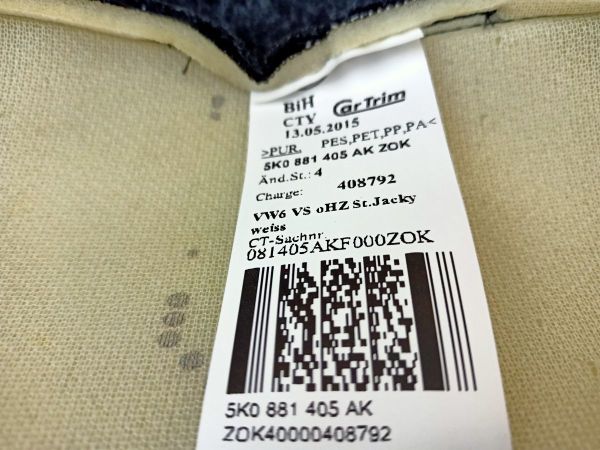 BiH CarTrim
CTY
13.05.2015
>PUR, PES,PET,PP,PA<
5K0 881 405 AK ZOK
Änd.St.: 4
Charge: 408792
VW6 VS oHZ St.Jacky
weiss
CT-Sachnr.
081405AKF000ZOK
5K0 881 405 AK
ZOK40000408792